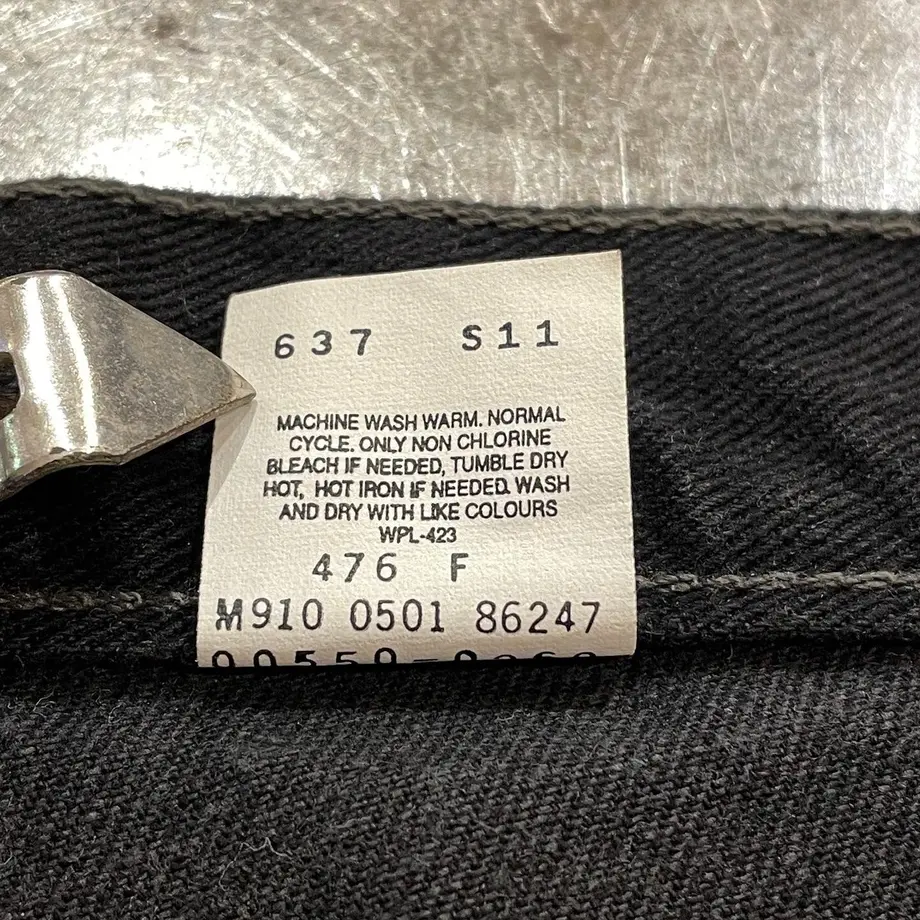 637 S11
MACHINE WASH WARM. NORMAL
CYCLE. ONLY NON CHLORINE
BLEACH IF NEEDED, TUMBLE DRY
HOT, HOT IRON IF NEEDED. WASH
AND DRY WITH LIKE COLOURS
WPL-423
476 F
M910 0501 86247